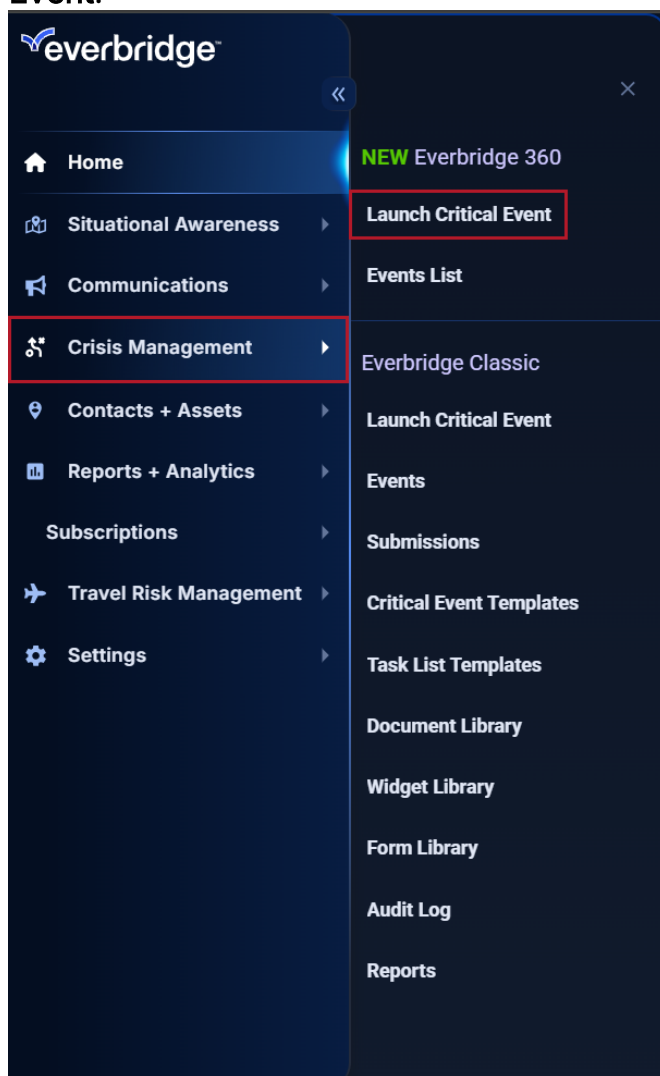 Event.
everbridge™
Home
Situational Awareness
Communications
Crisis Management
Contacts + Assets
Reports + Analytics
Subscriptions
Travel Risk Management
Settings
NEW Everbridge 360
Launch Critical Event
Events List
Everbridge Classic
Launch Critical Event
Events
Submissions
Critical Event Templates
Task List Templates
Document Library
Widget Library
Form Library
Audit Log
Reports